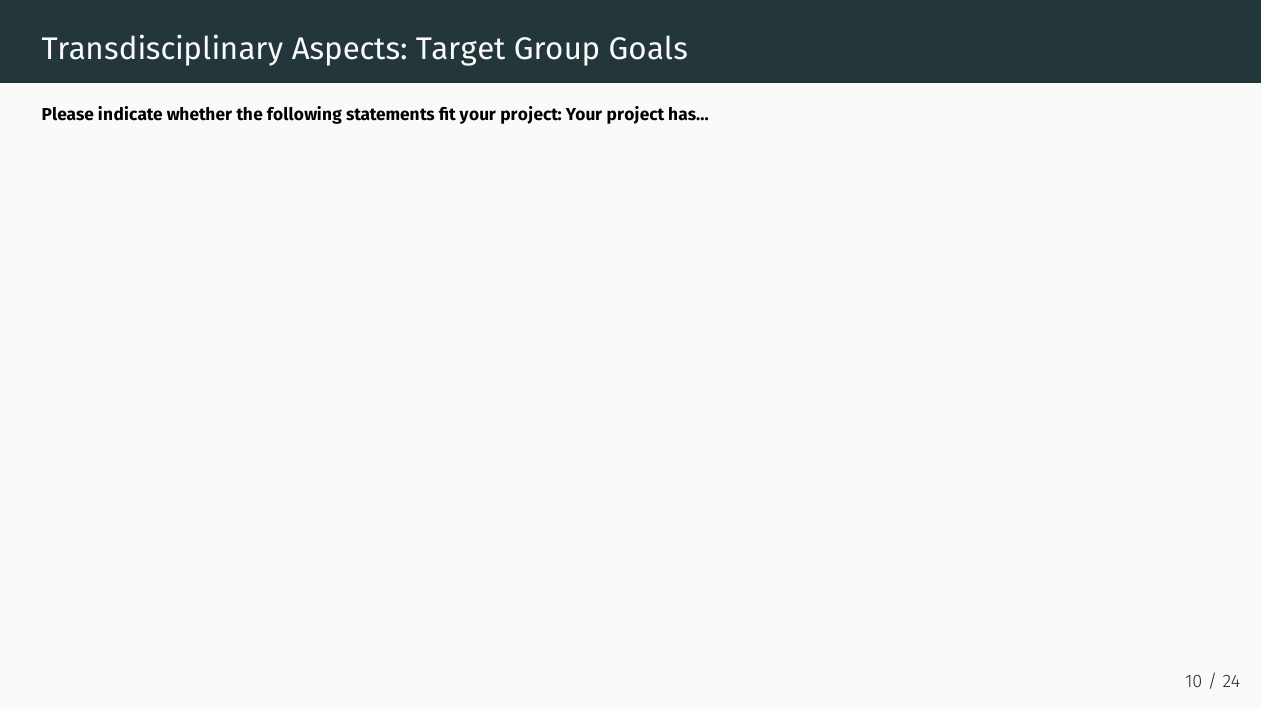 Transdisciplinary Aspects: Target Group Goals
Please indicate whether the following statements fit your project: Your project has...
10 / 24